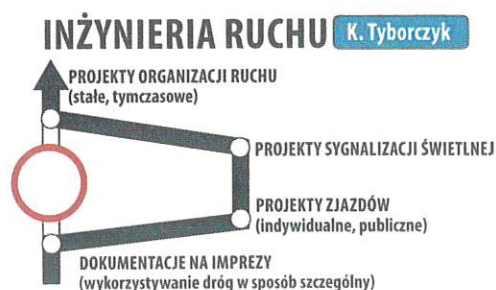 INŻYNIERIA RUCHU K. Tyborczyk
PROJEKTY ORGANIZACJI RUCHU
(stałe, tymczasowe)
PROJEKTY SYGNALIZACJI ŚWIETLNEJ
PROJEKTY ZJAZDÓW
(indywidualne, publiczne)
DOKUMENTACJE NA IMPREZY
(wykorzystywanie dróg w sposób szczególny)